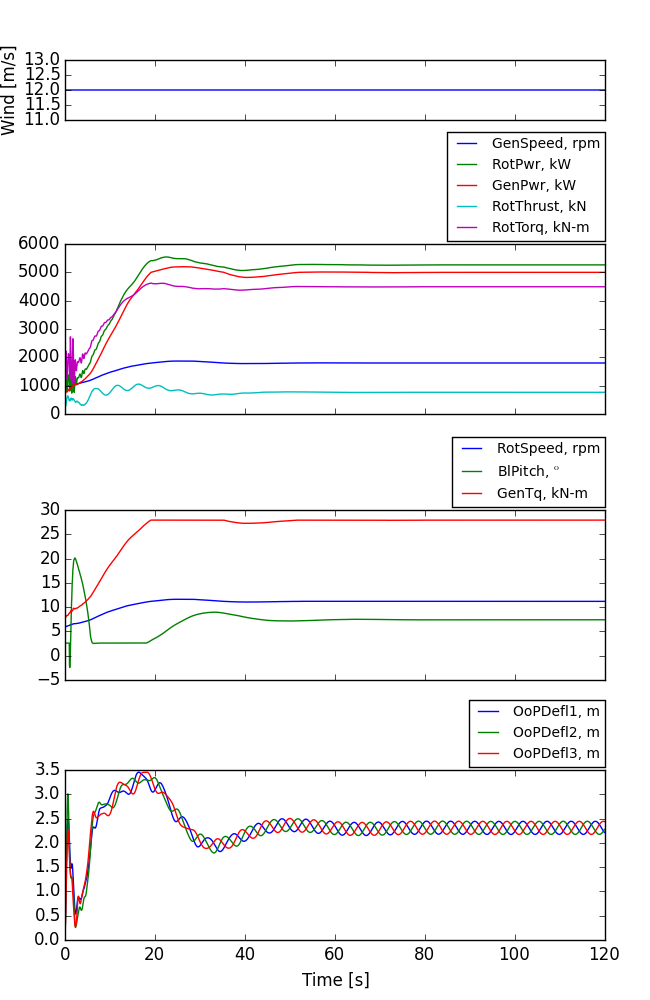 Wind [m/s]
13.0
12.5
12.0
11.5
11.0
GenSpeed, rpm
RotPwr, kW
GenPwr, kW
RotThrust, kN
RotTorq, kN-m
6000
5000
4000
3000
2000
1000
0
RotSpeed, rpm
BlPitch, °
GenTq, kN-m
30
25
20
15
10
5
0
−5
OoPDefl1, m
OoPDefl2, m
OoPDefl3, m
3.5
3.0
2.5
2.0
1.5
1.0
0.5
0.0
0 20 40 60 80 100 120
Time [s]